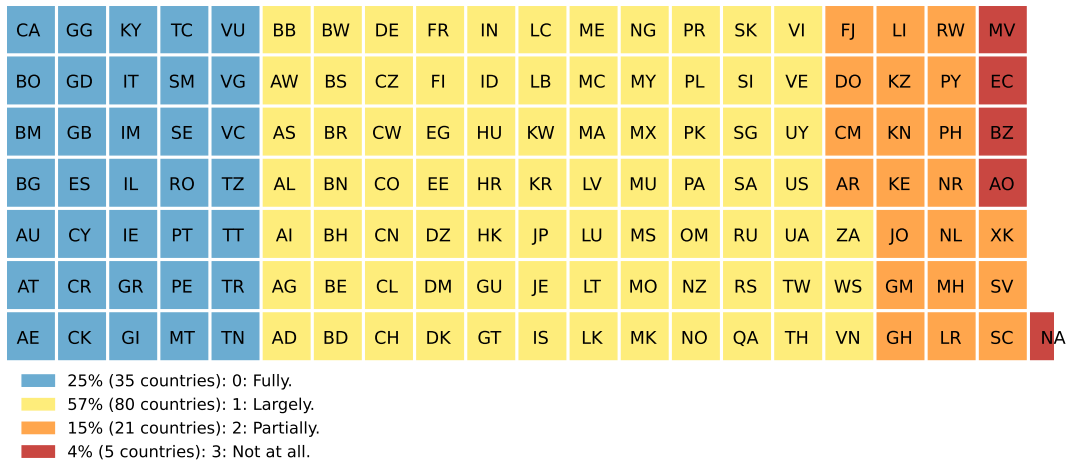 CA GG KY TC VU BB BW DE FR IN LC ME NG PR SK VI FJ LI RW MV
BO GD IT SM VG AW BS CZ FI ID LB MC MY PL SI VE DO KZ PY EC
BM GB IM SE VC AS BR CW EG HU KW MA MX PK SG UY CM KN PH BZ
BG ES IL RO TZ AL BN CO EE HR KR LV MU PA SA US AR KE NR AO
AU CY IE PT TT AI BH CN DZ HK JP LU MS OM RU UA ZA JO NL XK
AT CR GR PE TR AG BE CL DM GU JE LT MO NZ RS TW WS GM MH SV
AE CK GI MT TN AD BD CH DK GT IS LK MK NO QA TH VN GH LR SC NA
25% (35 countries): 0: Fully.
57% (80 countries): 1: Largely.
15% (21 countries): 2: Partially.
4% (5 countries): 3: Not at all.